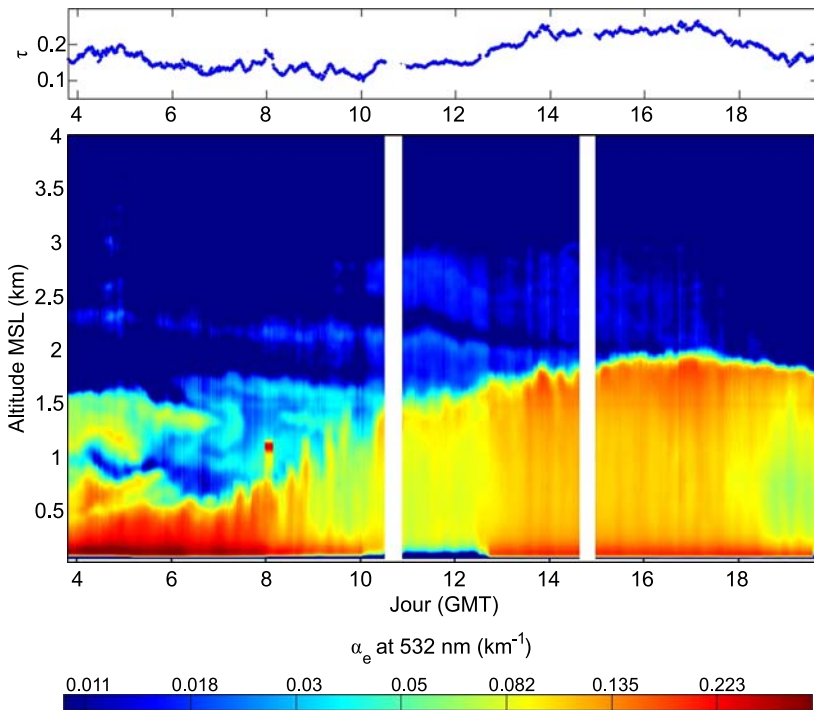 0.2
τ
0.1
4 6 8 10 12 14 16 18
4
3.5
3
2.5
2
1.5
1
0.5
Altitude MSL (km)
4 6 8 10 12 14 16 18
Jour (GMT)
α_e at 532 nm (km⁻¹)
0.011 0.018 0.03 0.05 0.082 0.135 0.223